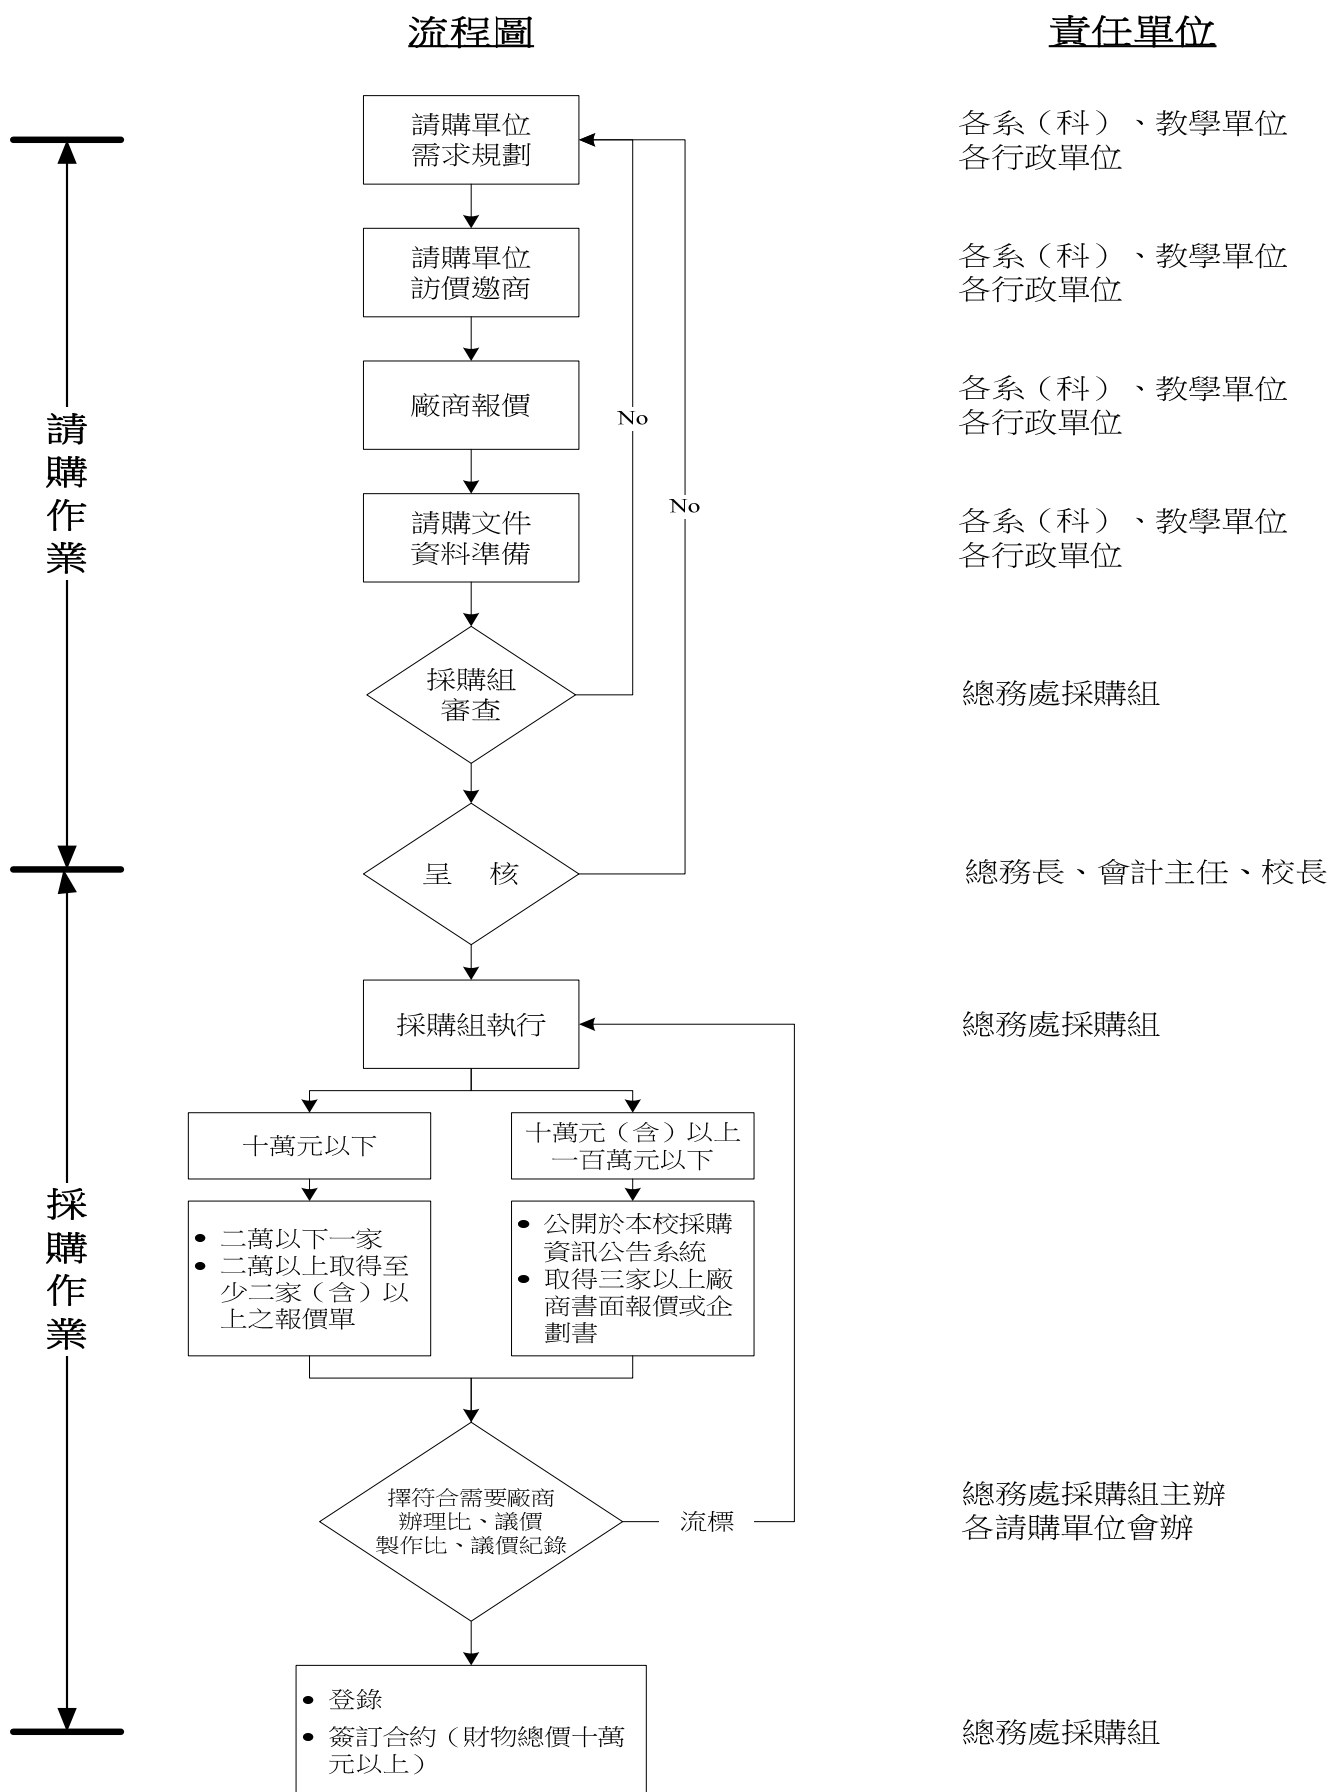 流程圖
責任單位
請購單位
需求規劃
各系（科）、教學單位
各行政單位
請購單位
訪價邀商
各系（科）、教學單位
各行政單位
廠商報價
No
各系（科）、教學單位
各行政單位
請購作業
請購文件
資料準備
No
各系（科）、教學單位
各行政單位
採購組
審查
總務處採購組
呈 核
總務長、會計主任、校長
採購組執行
總務處採購組
十萬元以下
十萬元（含）以上
一百萬元以下
採購作業
• 二萬以下一家
• 二萬以上取得至
少二家（含）以
上之報價單
• 公開於本校採購
資訊公告系統
• 取得三家以上廠
商書面報價或企
劃書
擇符合需要廠商
辦理比、議價
製作比、議價紀錄
流標
總務處採購組主辦
各請購單位會辦
• 登錄
• 簽訂合約（財物總價十萬
元以上）
總務處採購組